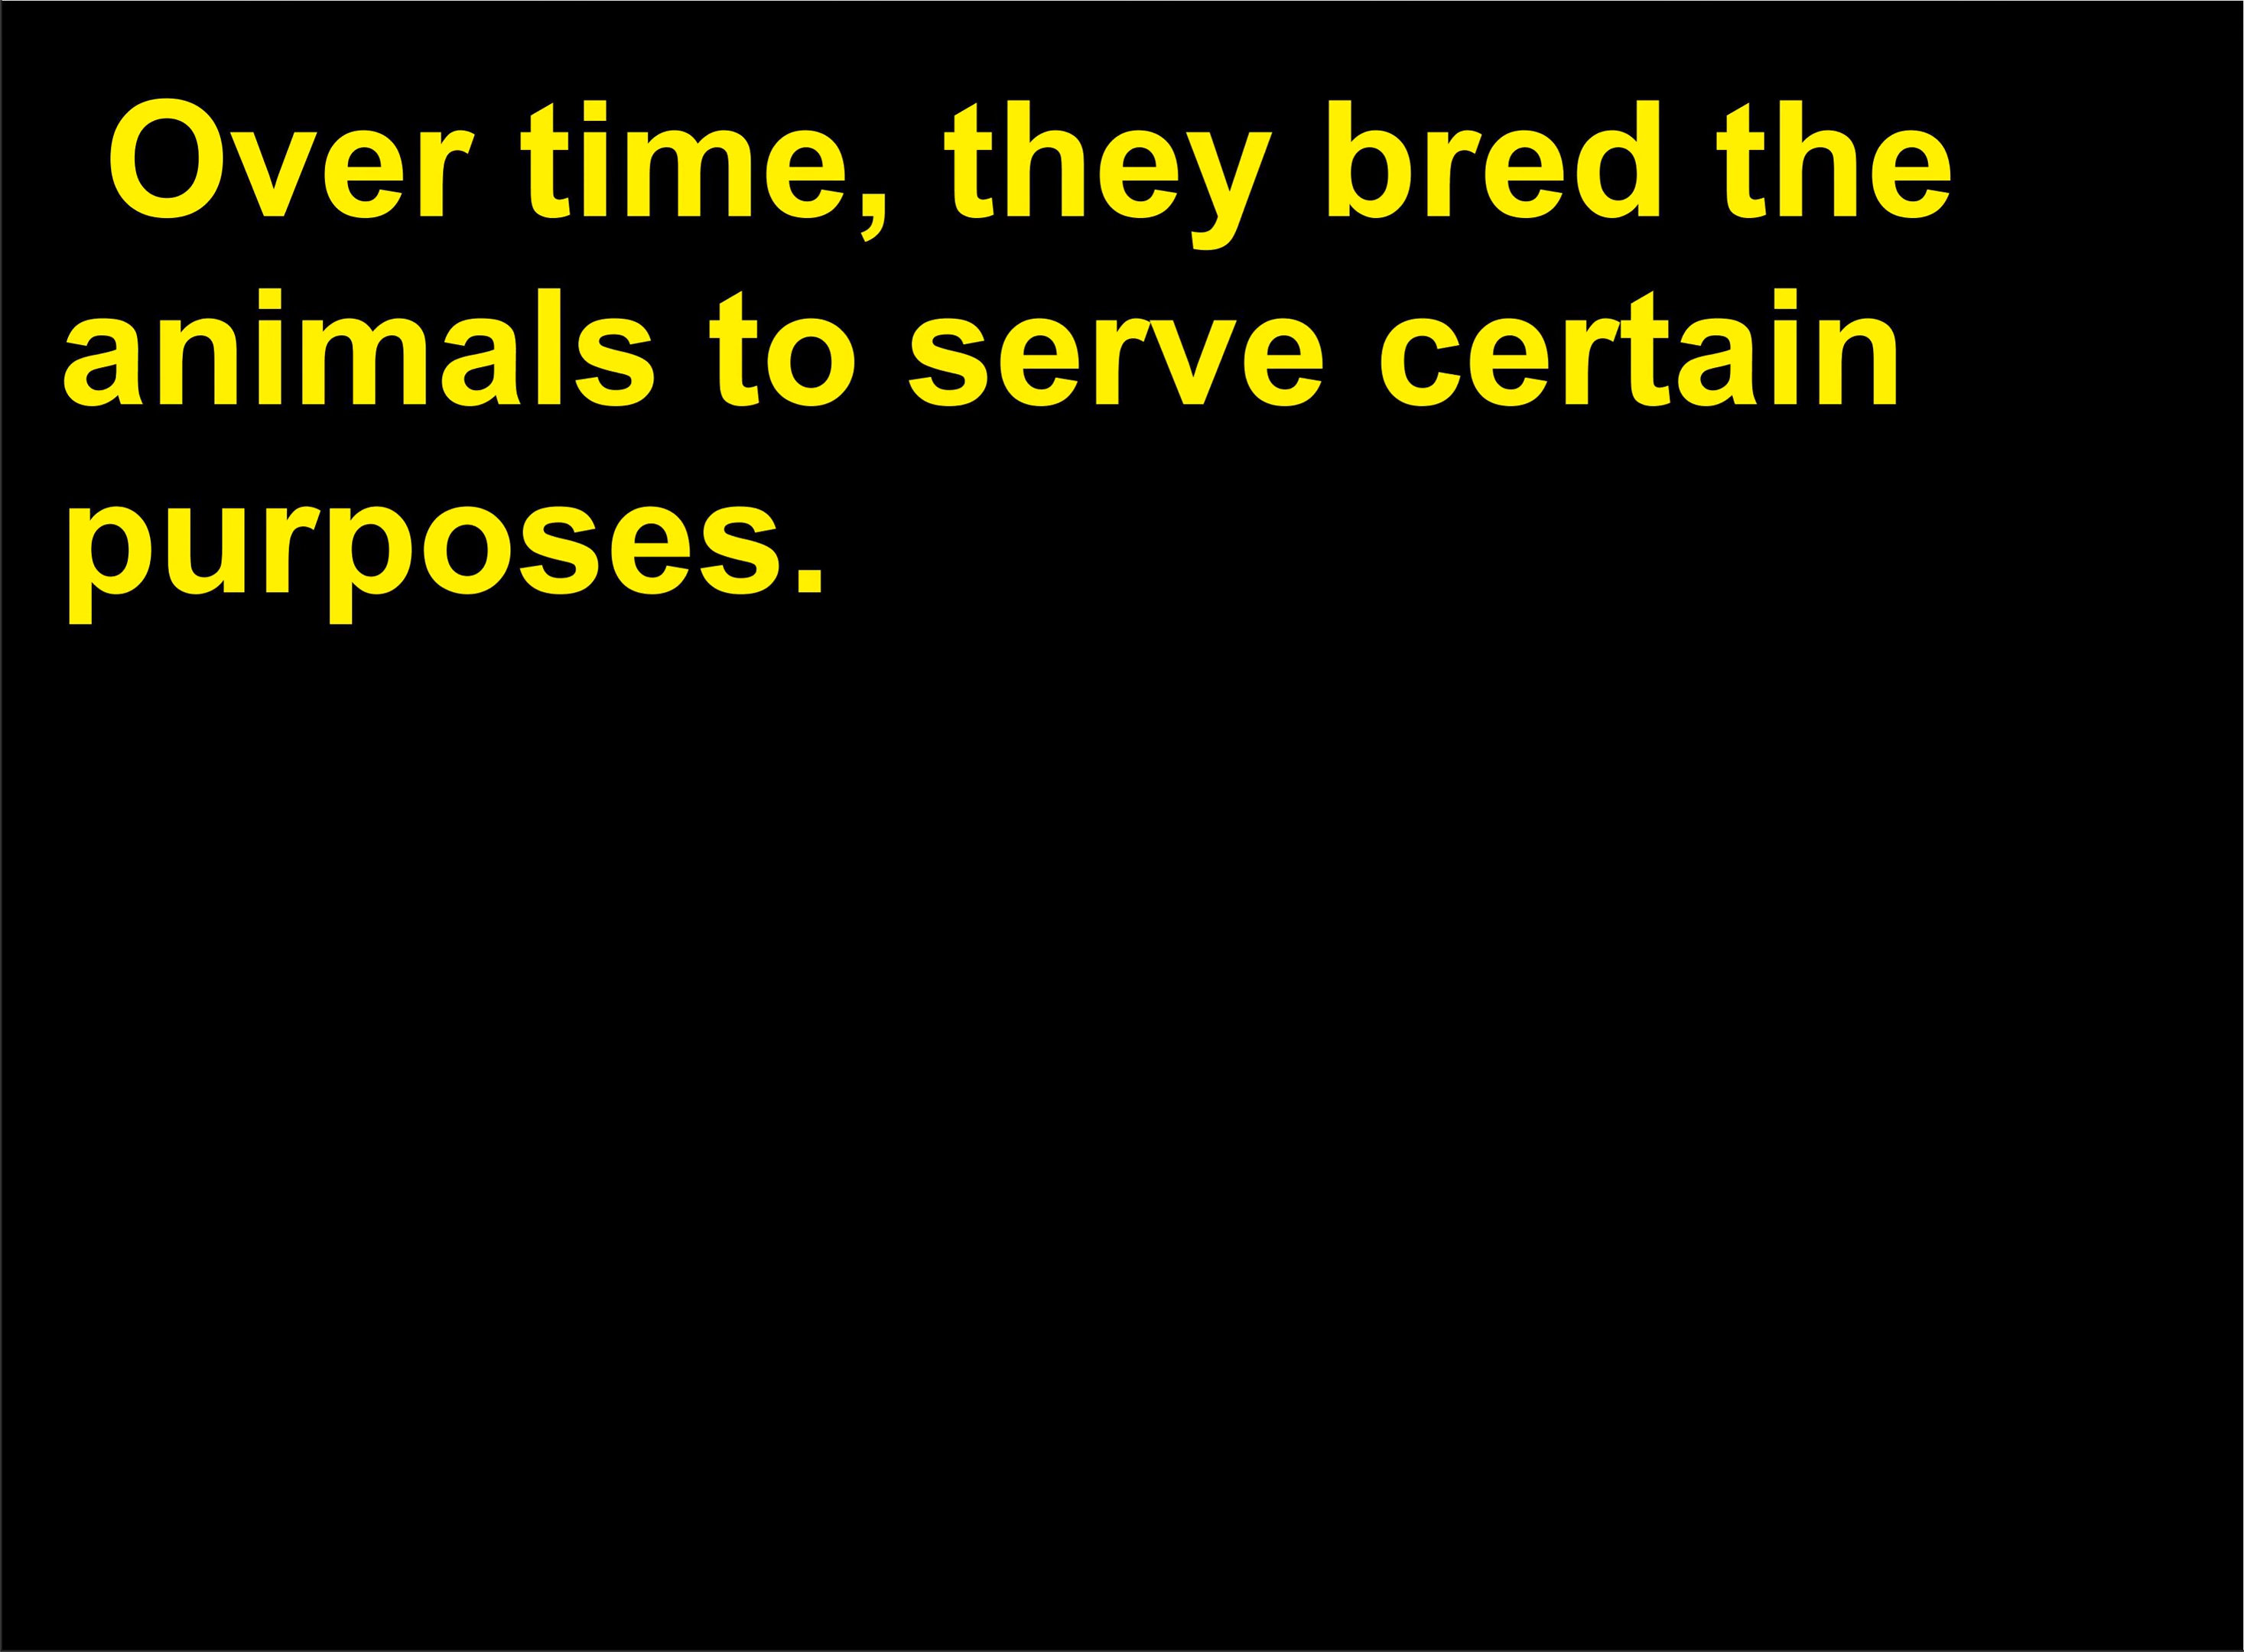 Over time, they bred the
animals to serve certain
purposes.